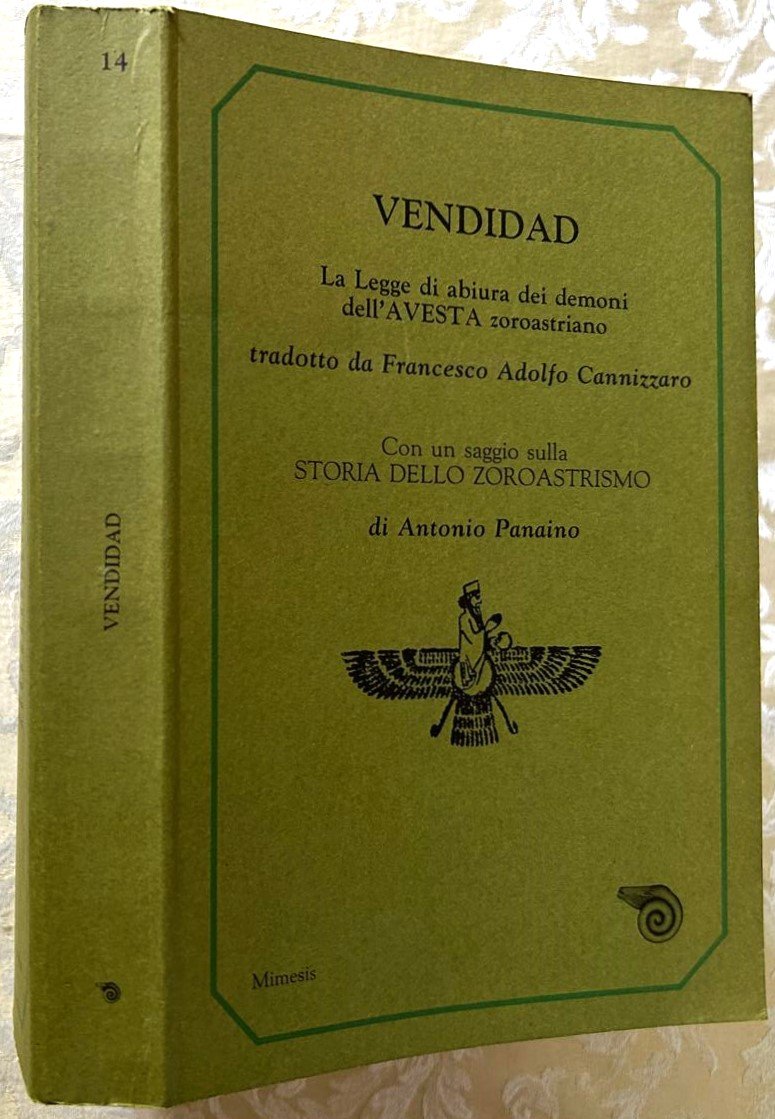 14
VENDIDAD
VENDIDAD
La Legge di abiura dei demoni
dell'AVESTA zoroastriano
tradotto da Francesco Adolfo Cannizzaro
Con un saggio sulla
STORIA DELLO ZOROASTRISMO
di Antonio Panaino
Mimesis